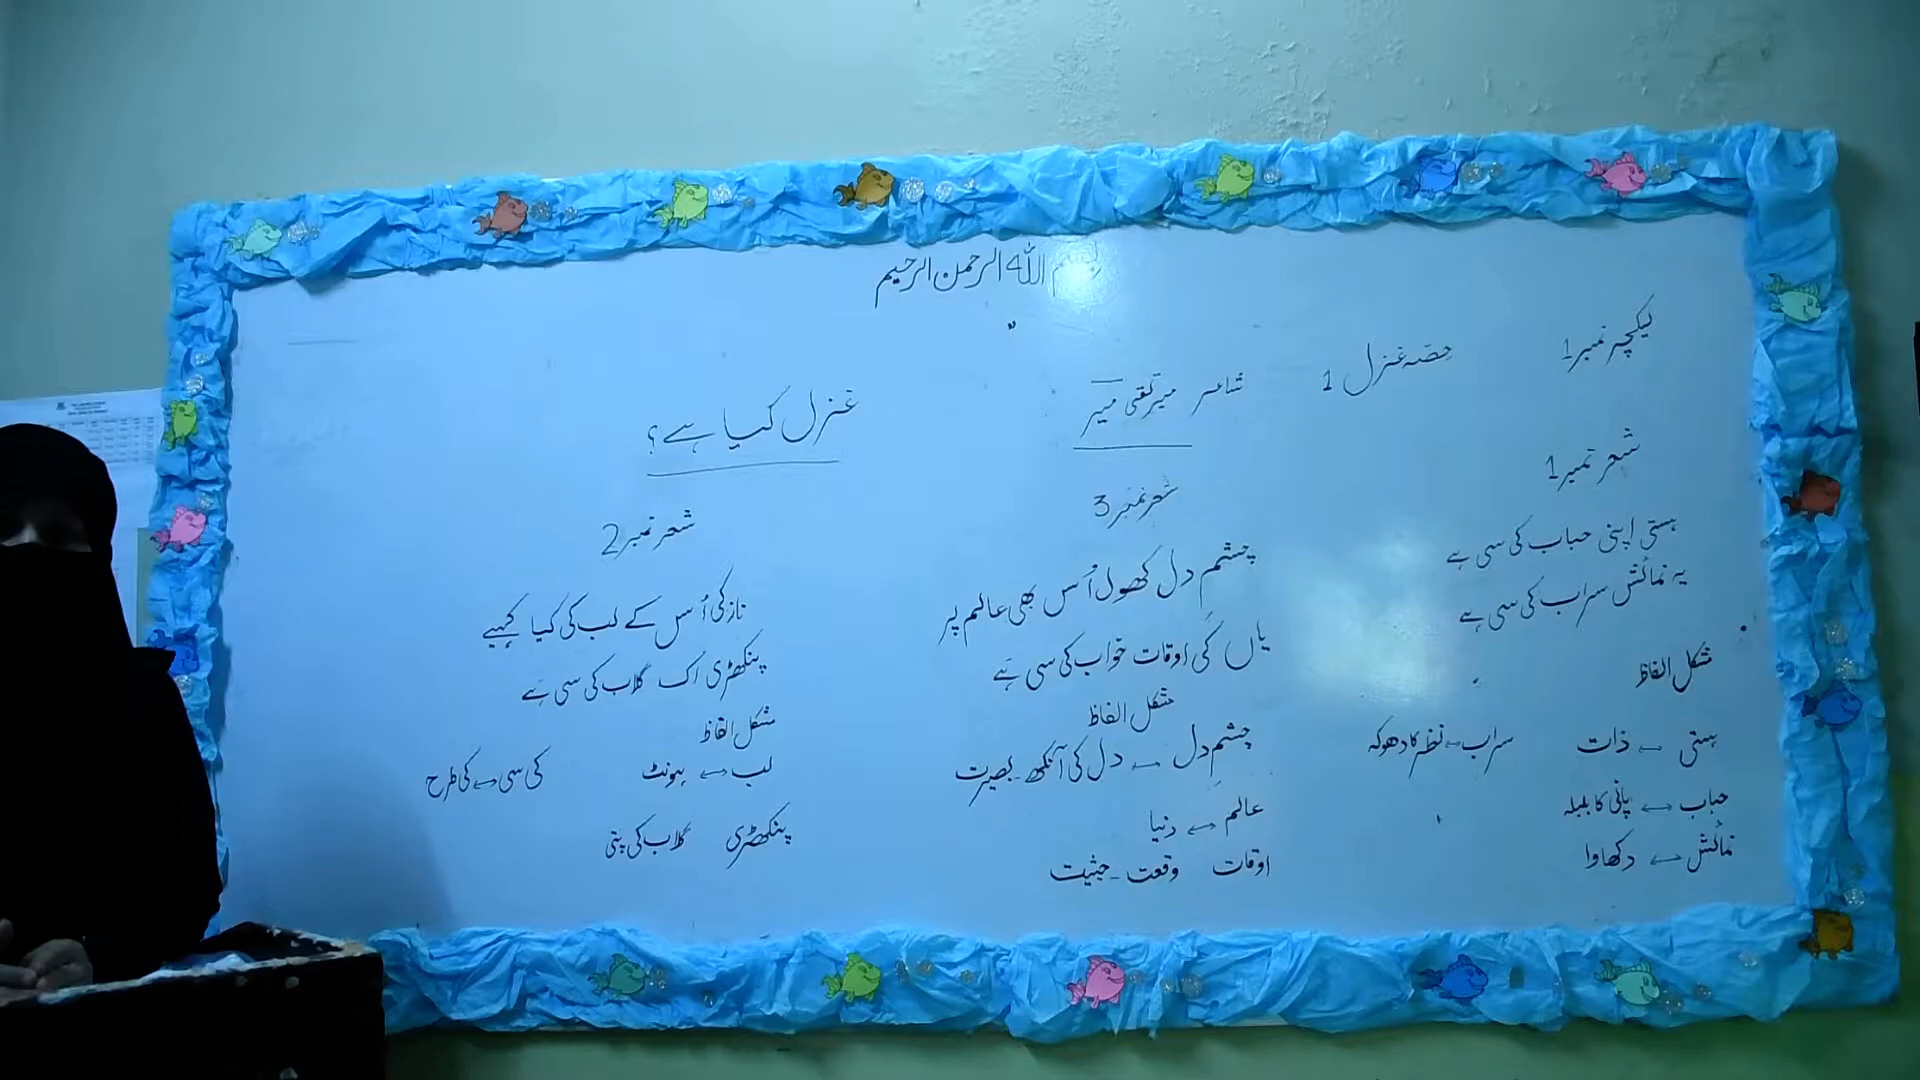 بسم اللہ الرحمن الرحیم
لیکچر نمبر 1
حصہ غزل 1
شاعر میر تقی میر
غزل کیا ہے؟
شعر نمبر 1
ہستی اپنی حباب کی سی ہے
یہ نمائش سراب کی سی ہے
مشکل الفاظ
ہستی ↔ ذات
سراب ↔ نظر کا دھوکہ
حباب ↔ پانی کا بلبلہ
نمائش ↔ دکھاوا
شعر نمبر 3
چشمِ دل کھول اُس بھی عالم پر
یاں کی اوقات خواب کی سی ہے
مشکل الفاظ
چشمِ دل ↔ دل کی آنکھ۔بصیرت
عالم ↔ دنیا
اوقات وقعت ۔ حیثیت
شعر نمبر 2
نازکی اُس کے لب کی کیا کہیے
پنکھڑی اک گلاب کی سی ہے
مشکل الفاظ
لب ↔ ہونٹ
کی سی ↔ کی طرح
پنکھڑی گلاب کی پتی